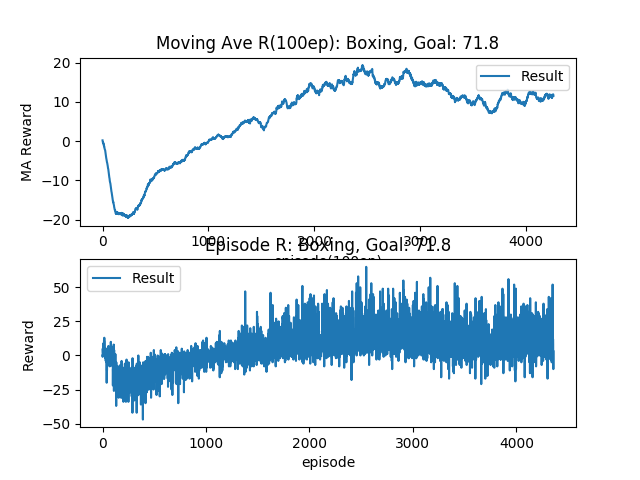 Moving Ave R(100ep): Boxing, Goal: 71.8
MA Reward
20
10
0
−10
−20
Result
0 1000 2000 3000 4000
episode(100ep)
Episode R: Boxing, Goal: 71.8
Reward
50
25
0
−25
−50
Result
0 1000 2000 3000 4000
episode